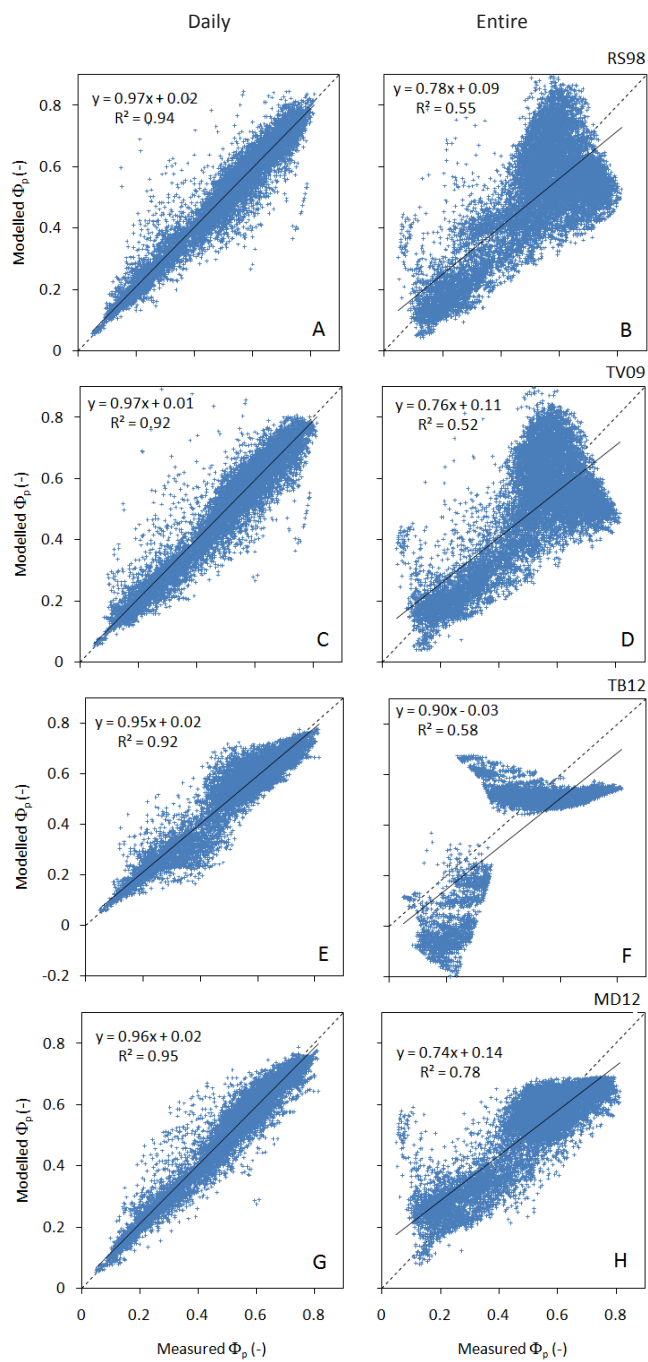 Daily
Entire
RS98
y = 0.97x + 0.02
R² = 0.94
y = 0.78x + 0.09
R² = 0.55
0.8
0.6
0.4
0.2
0
Modelled Φp (-)
A
B
TV09
y = 0.97x + 0.01
R² = 0.92
y = 0.76x + 0.11
R² = 0.52
0.8
0.6
0.4
0.2
0
Modelled Φp (-)
C
D
TB12
y = 0.95x + 0.02
R² = 0.92
y = 0.90x - 0.03
R² = 0.58
0.8
0.6
0.4
0.2
0
-0.2
Modelled Φp (-)
E
F
MD12
y = 0.96x + 0.02
R² = 0.95
y = 0.74x + 0.14
R² = 0.78
0.8
0.6
0.4
0.2
0
Modelled Φp (-)
G
H
0 0.2 0.4 0.6 0.8
0 0.2 0.4 0.6 0.8
Measured Φp (-)
Measured Φp (-)